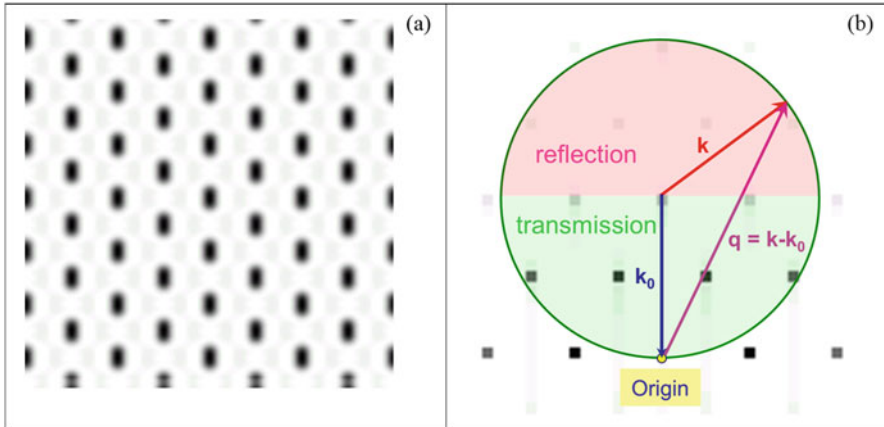 (a)
(b)
reflection
k
transmission
k₀
q = k-k₀
Origin